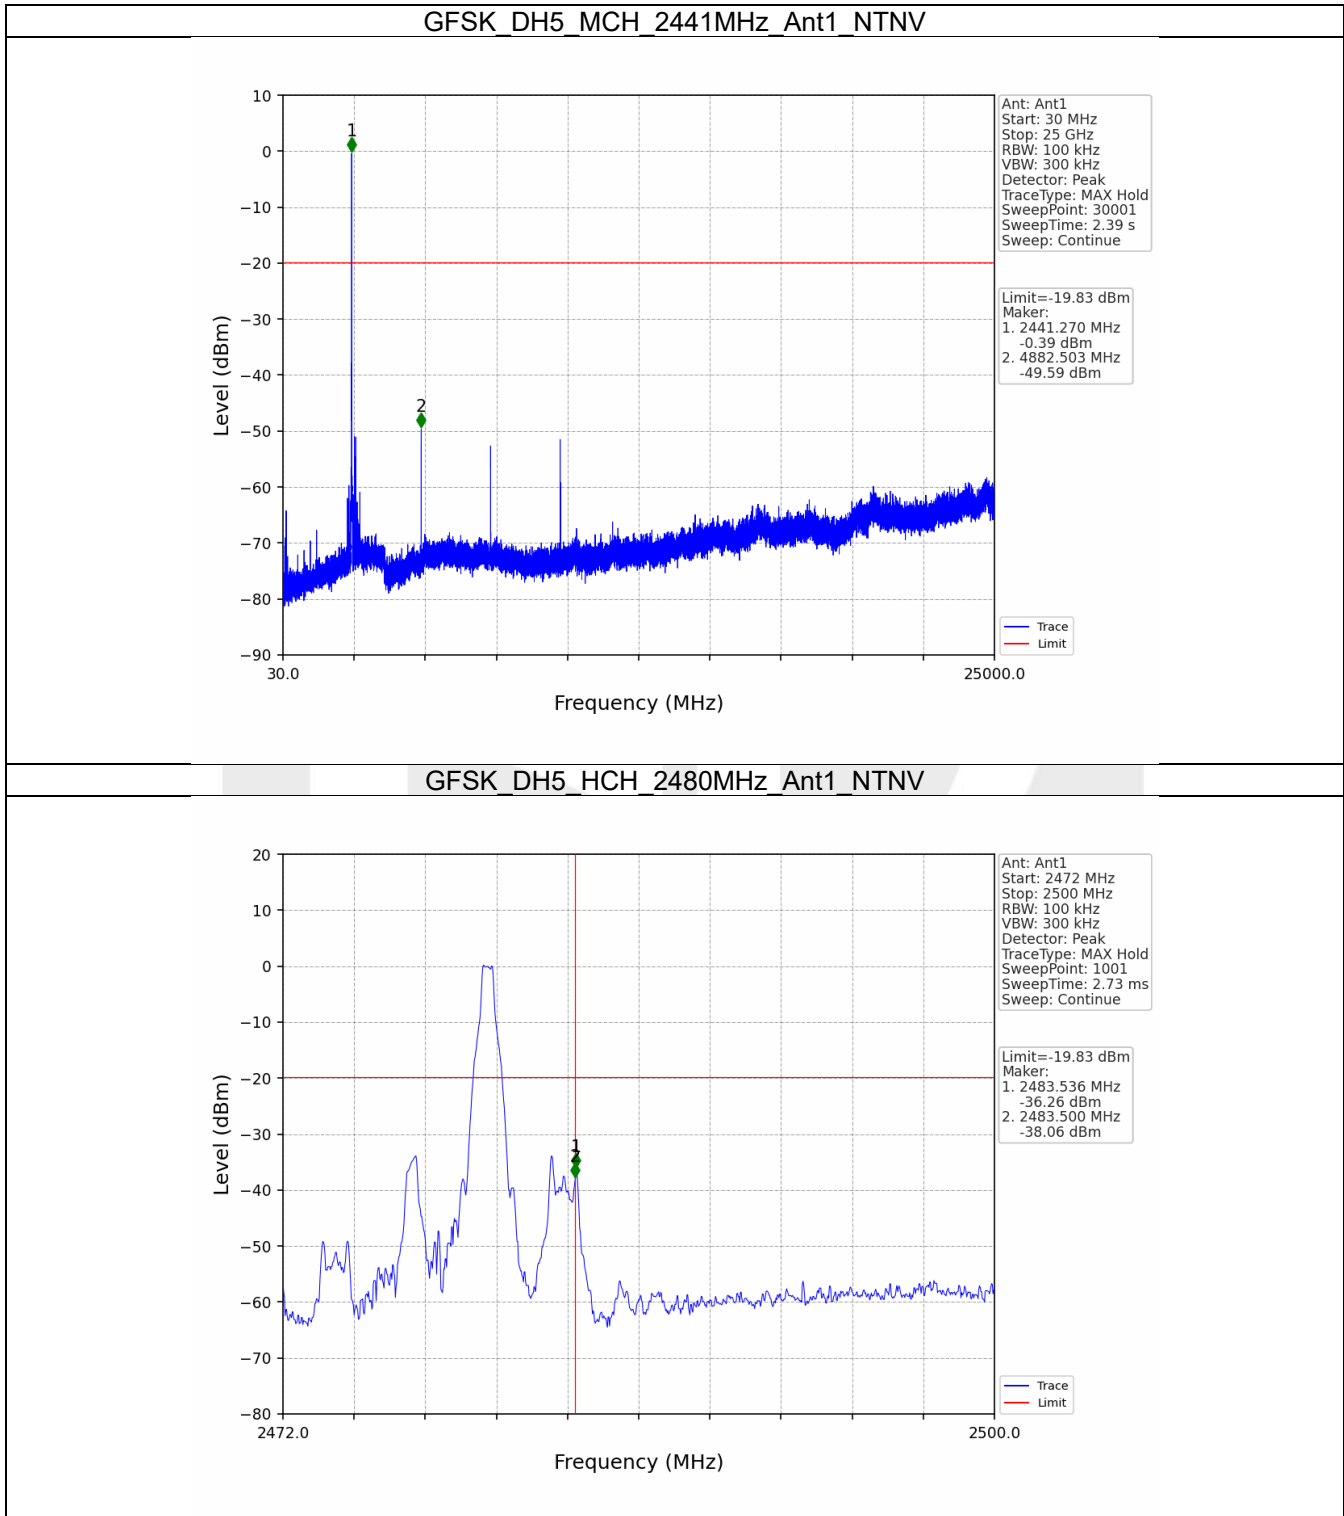 GFSK_DH5_MCH_2441MHz_Ant1_NTNV
10
0
−10
−20
−30
−40
−50
−60
−70
−80
−90
Level (dBm)
1
2
30.0
25000.0
Frequency (MHz)
Ant: Ant1
Start: 30 MHz
Stop: 25 GHz
RBW: 100 kHz
VBW: 300 kHz
Detector: Peak
TraceType: MAX Hold
SweepPoint: 30001
SweepTime: 2.39 s
Sweep: Continue
Limit=-19.83 dBm
Maker:
1. 2441.270 MHz
-0.39 dBm
2. 4882.503 MHz
-49.59 dBm
Trace
Limit
GFSK_DH5_HCH_2480MHz_Ant1_NTNV
20
10
0
−10
−20
−30
−40
−50
−60
−70
−80
Level (dBm)
1
2
2472.0
2500.0
Frequency (MHz)
Ant: Ant1
Start: 2472 MHz
Stop: 2500 MHz
RBW: 100 kHz
VBW: 300 kHz
Detector: Peak
TraceType: MAX Hold
SweepPoint: 1001
SweepTime: 2.73 ms
Sweep: Continue
Limit=-19.83 dBm
Maker:
1. 2483.536 MHz
-36.26 dBm
2. 2483.500 MHz
-38.06 dBm
Trace
Limit